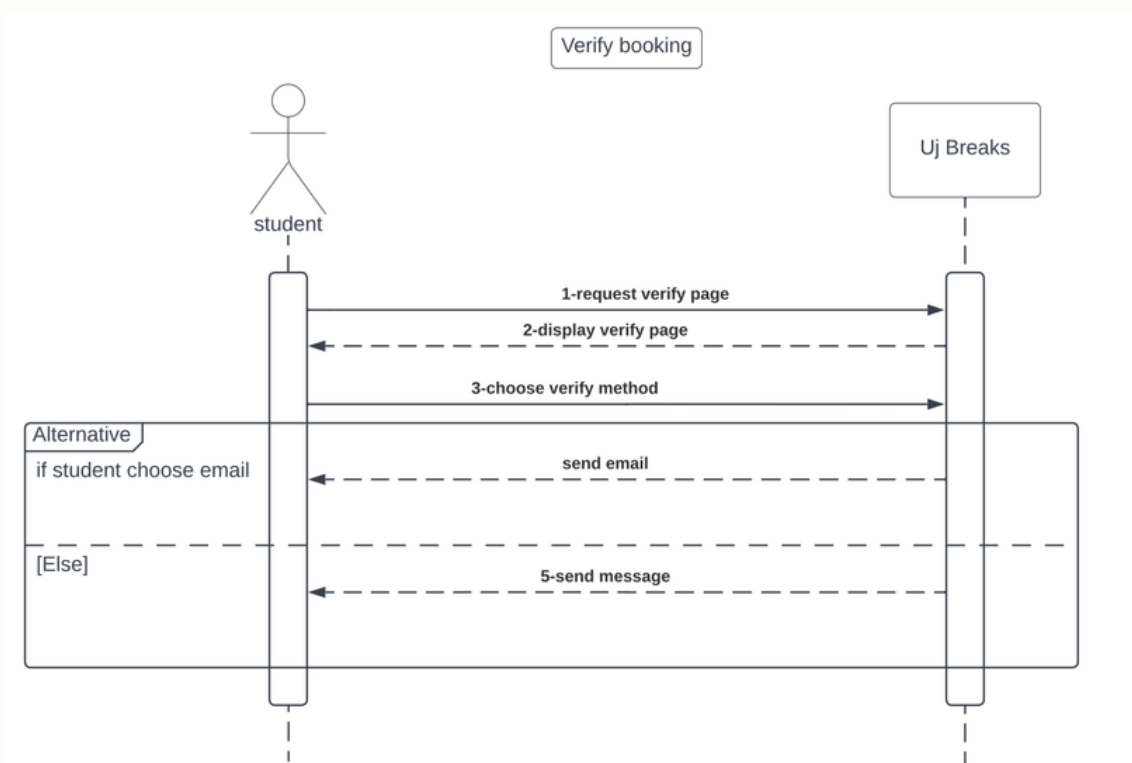 Verify booking
Uj Breaks
student
1-request verify page
2-display verify page
3-choose verify method
Alternative
if student choose email
send email
[Else]
5-send message